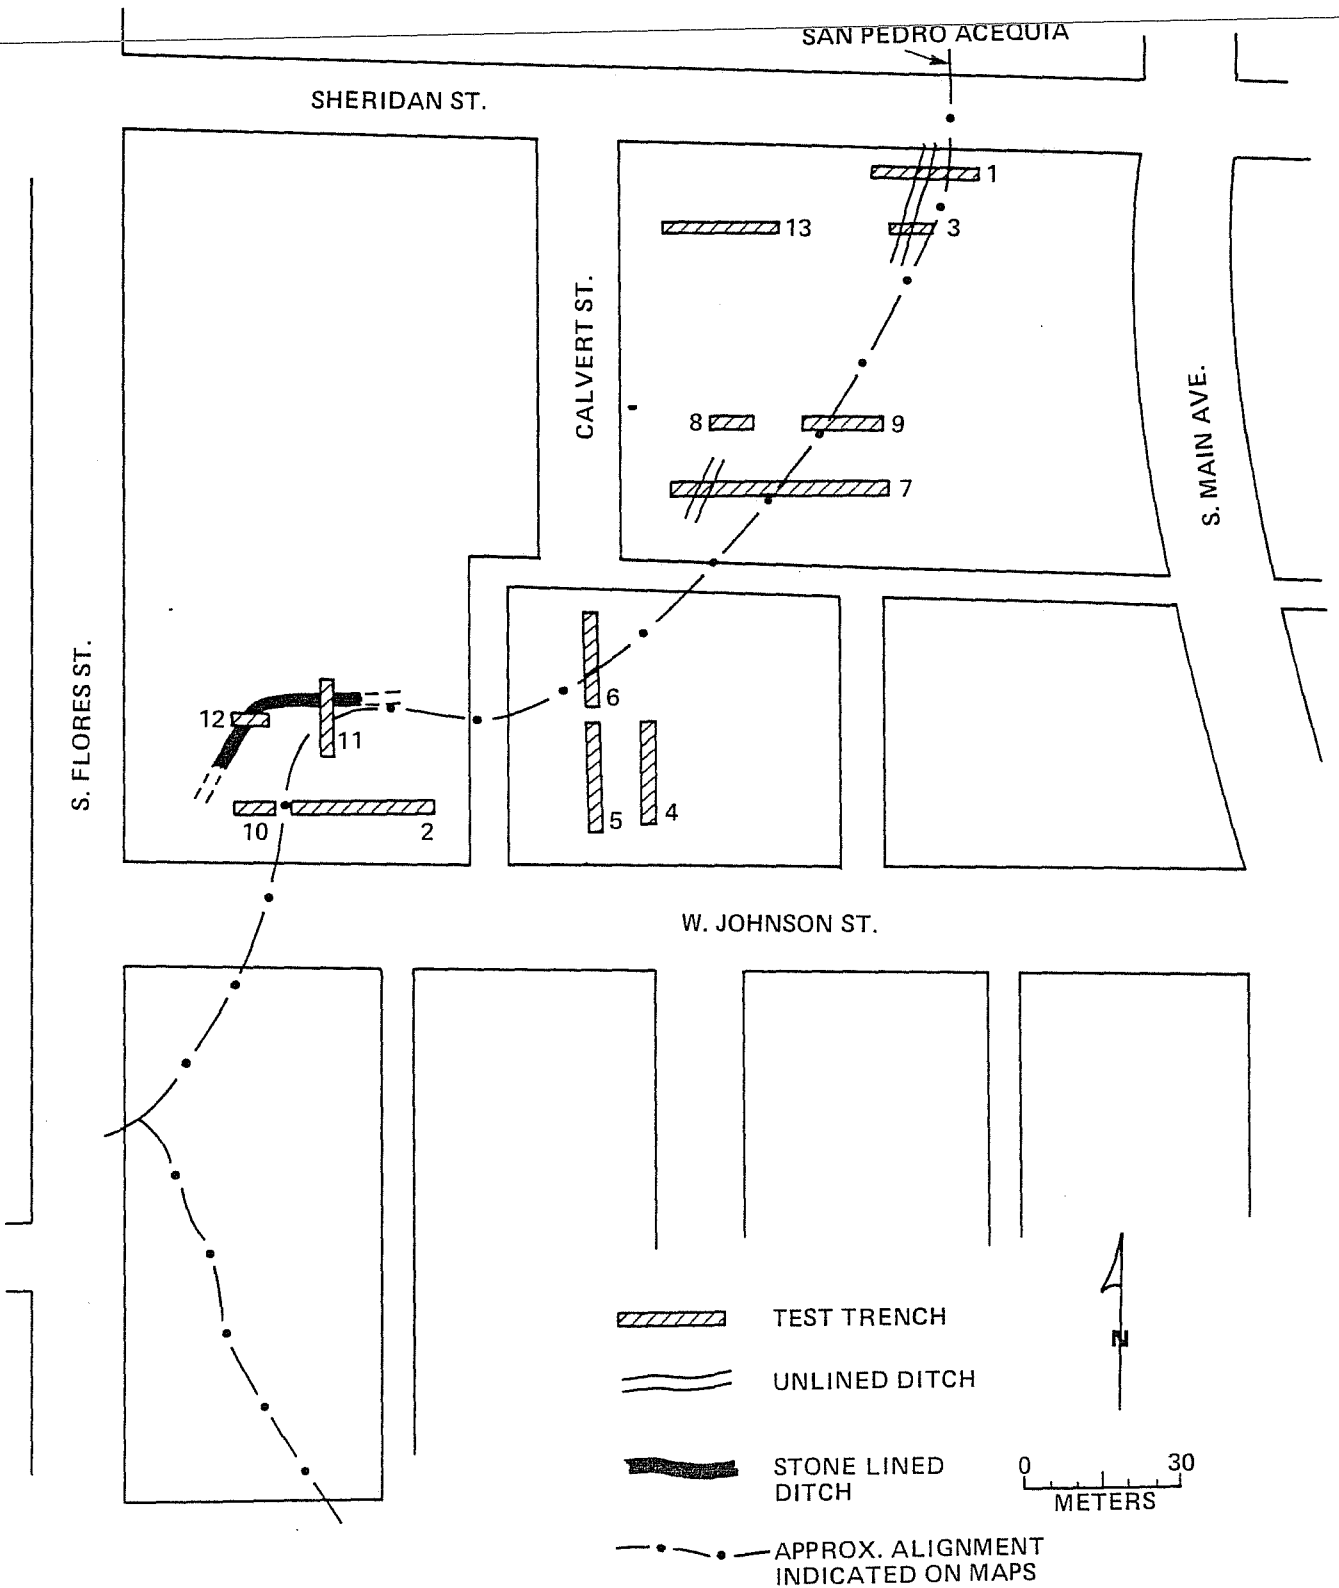 SAN PEDRO ACEQUIA
SHERIDAN ST.
1
13
3
CALVERT ST.
S. MAIN AVE.
8
9
7
S. FLORES ST.
6
12
11
5
4
10
2
W. JOHNSON ST.
TEST TRENCH
UNLINED DITCH
N
STONE LINED
DITCH
0
30
METERS
APPROX. ALIGNMENT
INDICATED ON MAPS